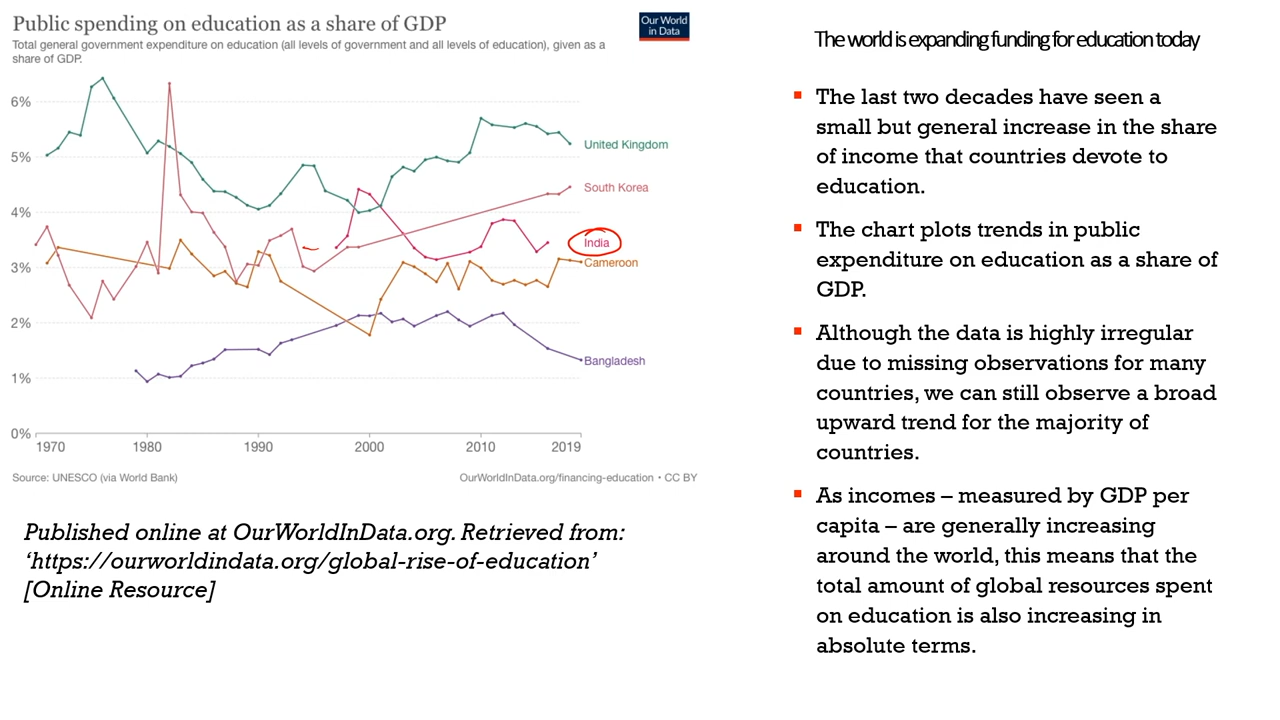 Public spending on education as a share of GDP
Total general government expenditure on education (all levels of government and all levels of education), given as a
share of GDP.
Our World
in Data
6%
5%
4%
3%
2%
1%
0%
1970
1980
1990
2000
2010
2019
United Kingdom
South Korea
India
Cameroon
Bangladesh
Source: UNESCO (via World Bank)
OurWorldInData.org/financing-education • CC BY
Published online at OurWorldInData.org. Retrieved from:
‘https://ourworldindata.org/global-rise-of-education’
[Online Resource]
The world is expanding funding for education today
▪ The last two decades have seen a
small but general increase in the share
of income that countries devote to
education.
▪ The chart plots trends in public
expenditure on education as a share of
GDP.
▪ Although the data is highly irregular
due to missing observations for many
countries, we can still observe a broad
upward trend for the majority of
countries.
▪ As incomes – measured by GDP per
capita – are generally increasing
around the world, this means that the
total amount of global resources spent
on education is also increasing in
absolute terms.